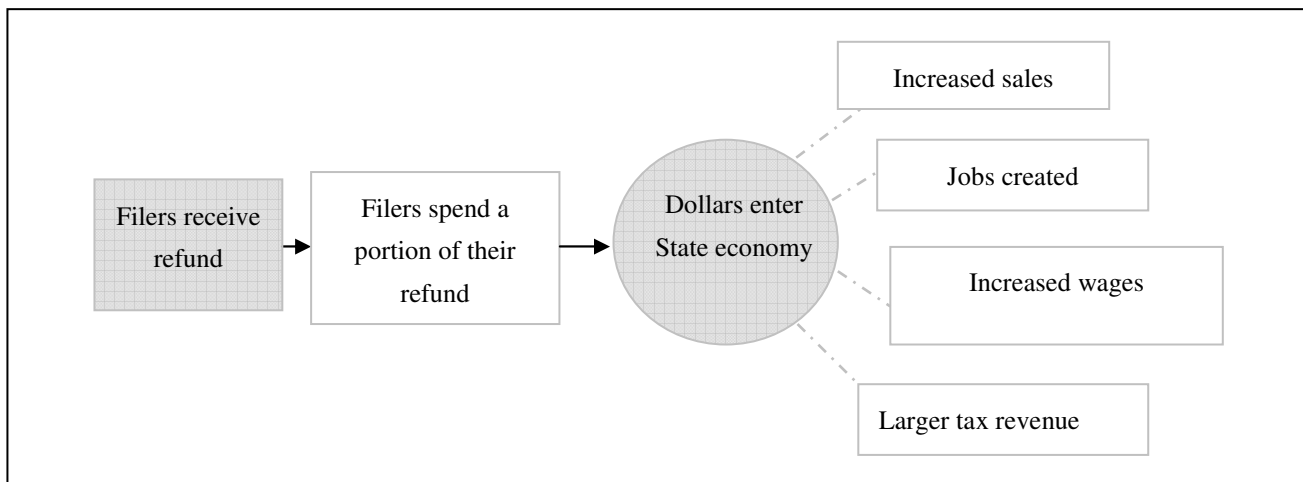 Filers receive
refund
Filers spend a
portion of their
refund
Dollars enter
State economy
Increased sales
Jobs created
Increased wages
Larger tax revenue